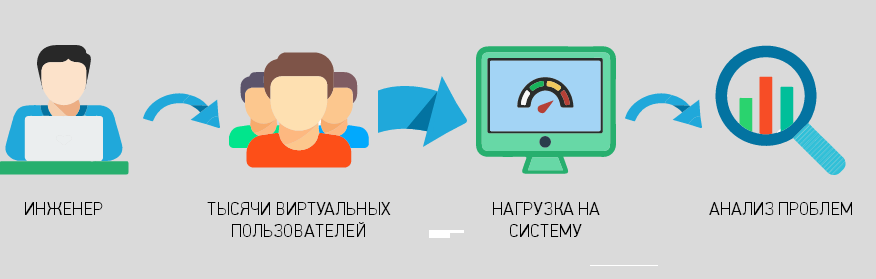 ИНЖЕНЕР
ТЫСЯЧИ ВИРТУАЛЬНЫХ
ПОЛЬЗОВАТЕЛЕЙ
НАГРУЗКА НА
СИСТЕМУ
АНАЛИЗ ПРОБЛЕМ